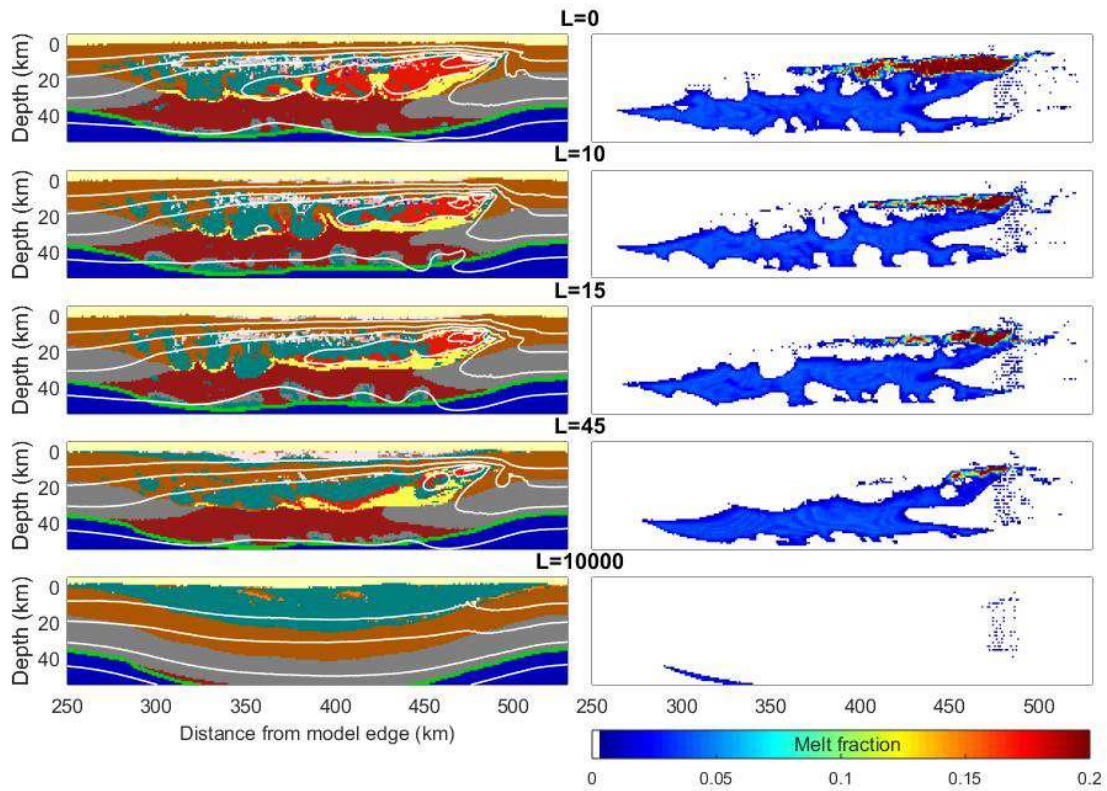 L=0
Depth (km)
0
20
40
L=10
Depth (km)
0
20
40
L=15
Depth (km)
0
20
40
L=45
Depth (km)
0
20
40
L=10000
Depth (km)
0
20
40
250 300 350 400 450 500
250 300 350 400 450 500
Distance from model edge (km)
Melt fraction
0 0.05 0.1 0.15 0.2